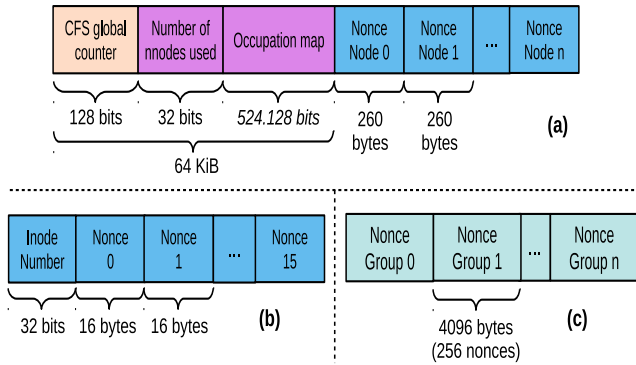 CFS global counter
Number of nnodes used
Occupation map
Nonce Node 0
Nonce Node 1
...
Nonce Node n
128 bits
32 bits
524.128 bits
260 bytes
260 bytes
(a)
64 KiB
Inode Number
Nonce 0
Nonce 1
...
Nonce 15
32 bits
16 bytes
16 bytes
(b)
Nonce Group 0
Nonce Group 1
...
Nonce Group n
4096 bytes
(256 nonces)
(c)